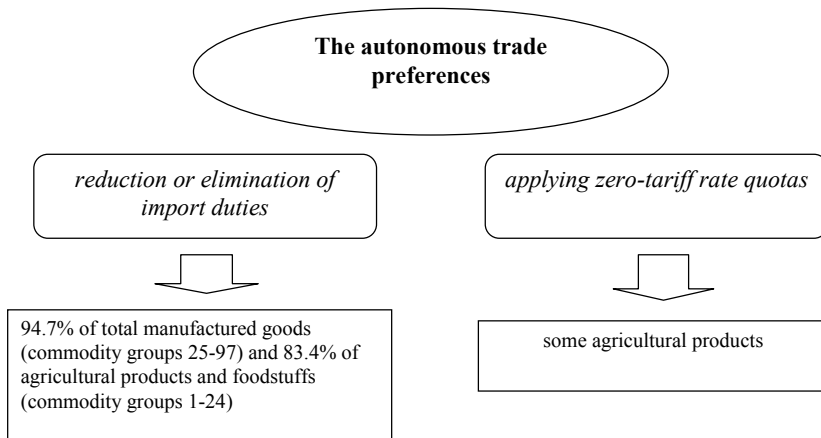 The autonomous trade
preferences
reduction or elimination of
import duties
applying zero-tariff rate quotas
94.7% of total manufactured goods
(commodity groups 25-97) and 83.4% of
agricultural products and foodstuffs
(commodity groups 1-24)
some agricultural products